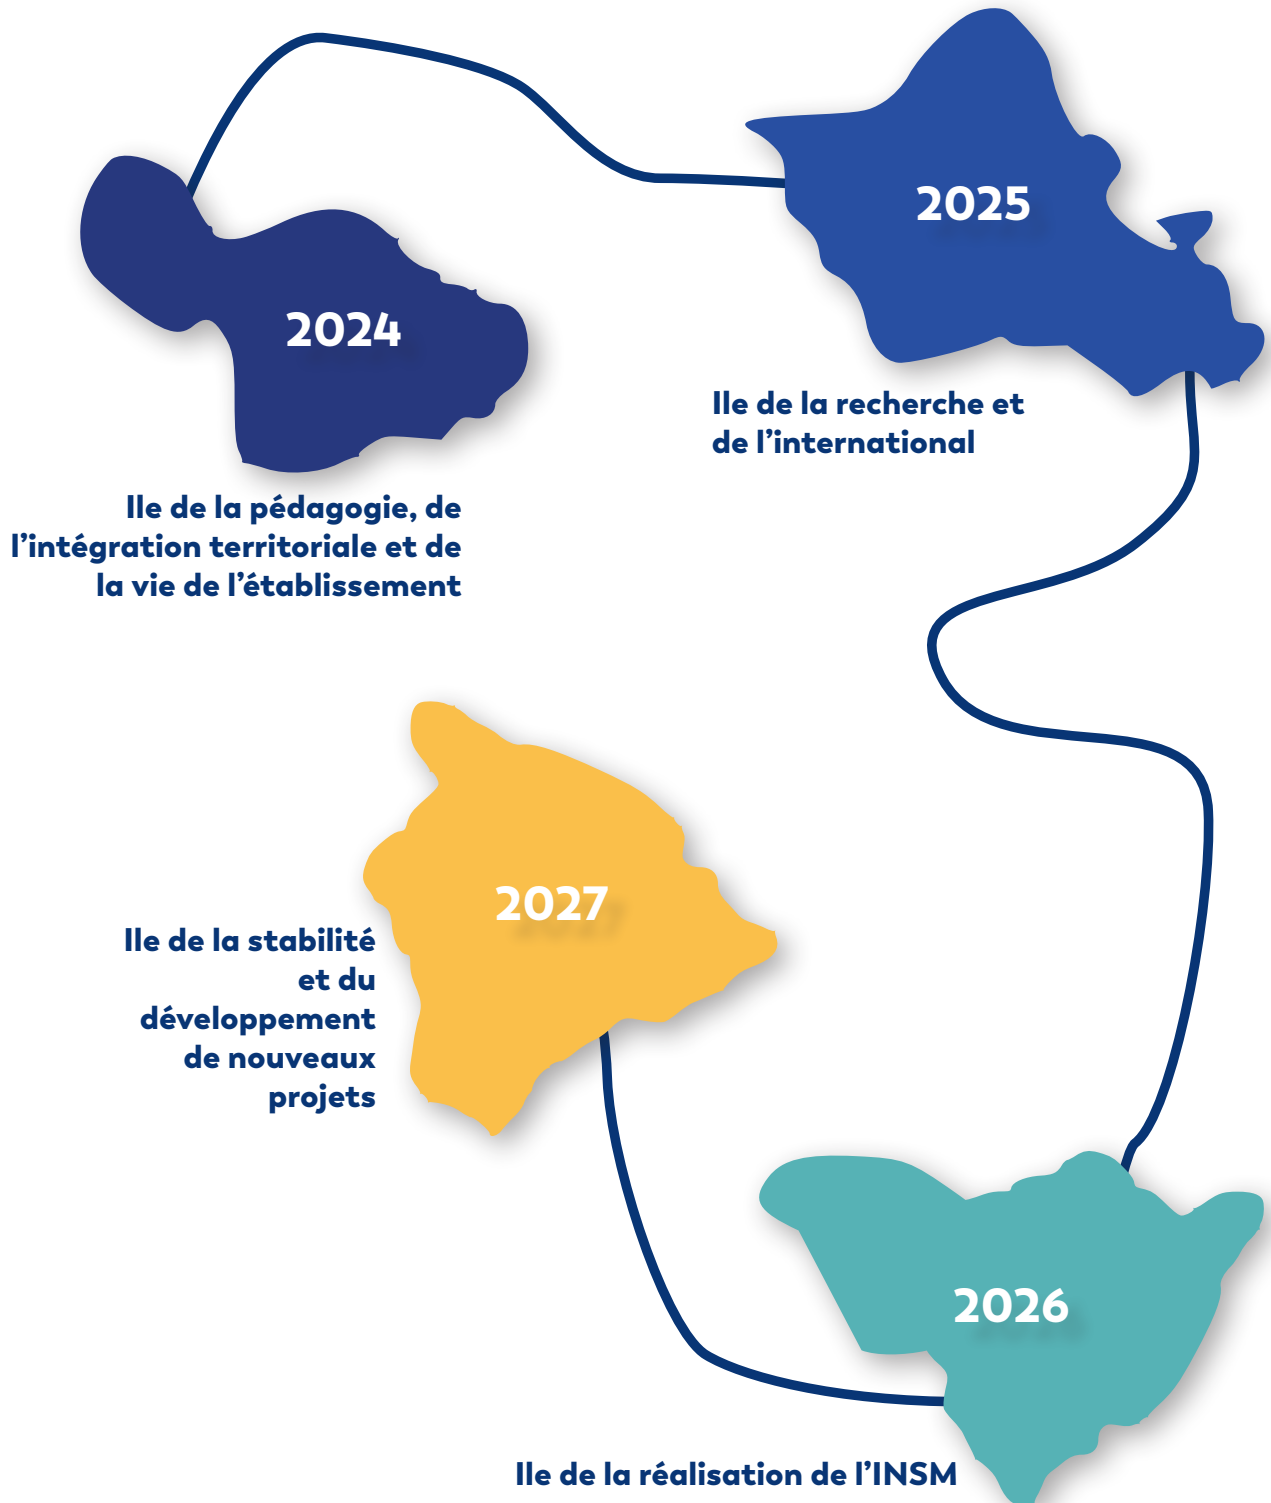 2024
Ile de la pédagogie, de
l'intégration territoriale et de
la vie de l'établissement
2025
Ile de la recherche et
de l'international
2026
Ile de la réalisation de l'INSM
2027
Ile de la stabilité
et du
développement
de nouveaux
projets